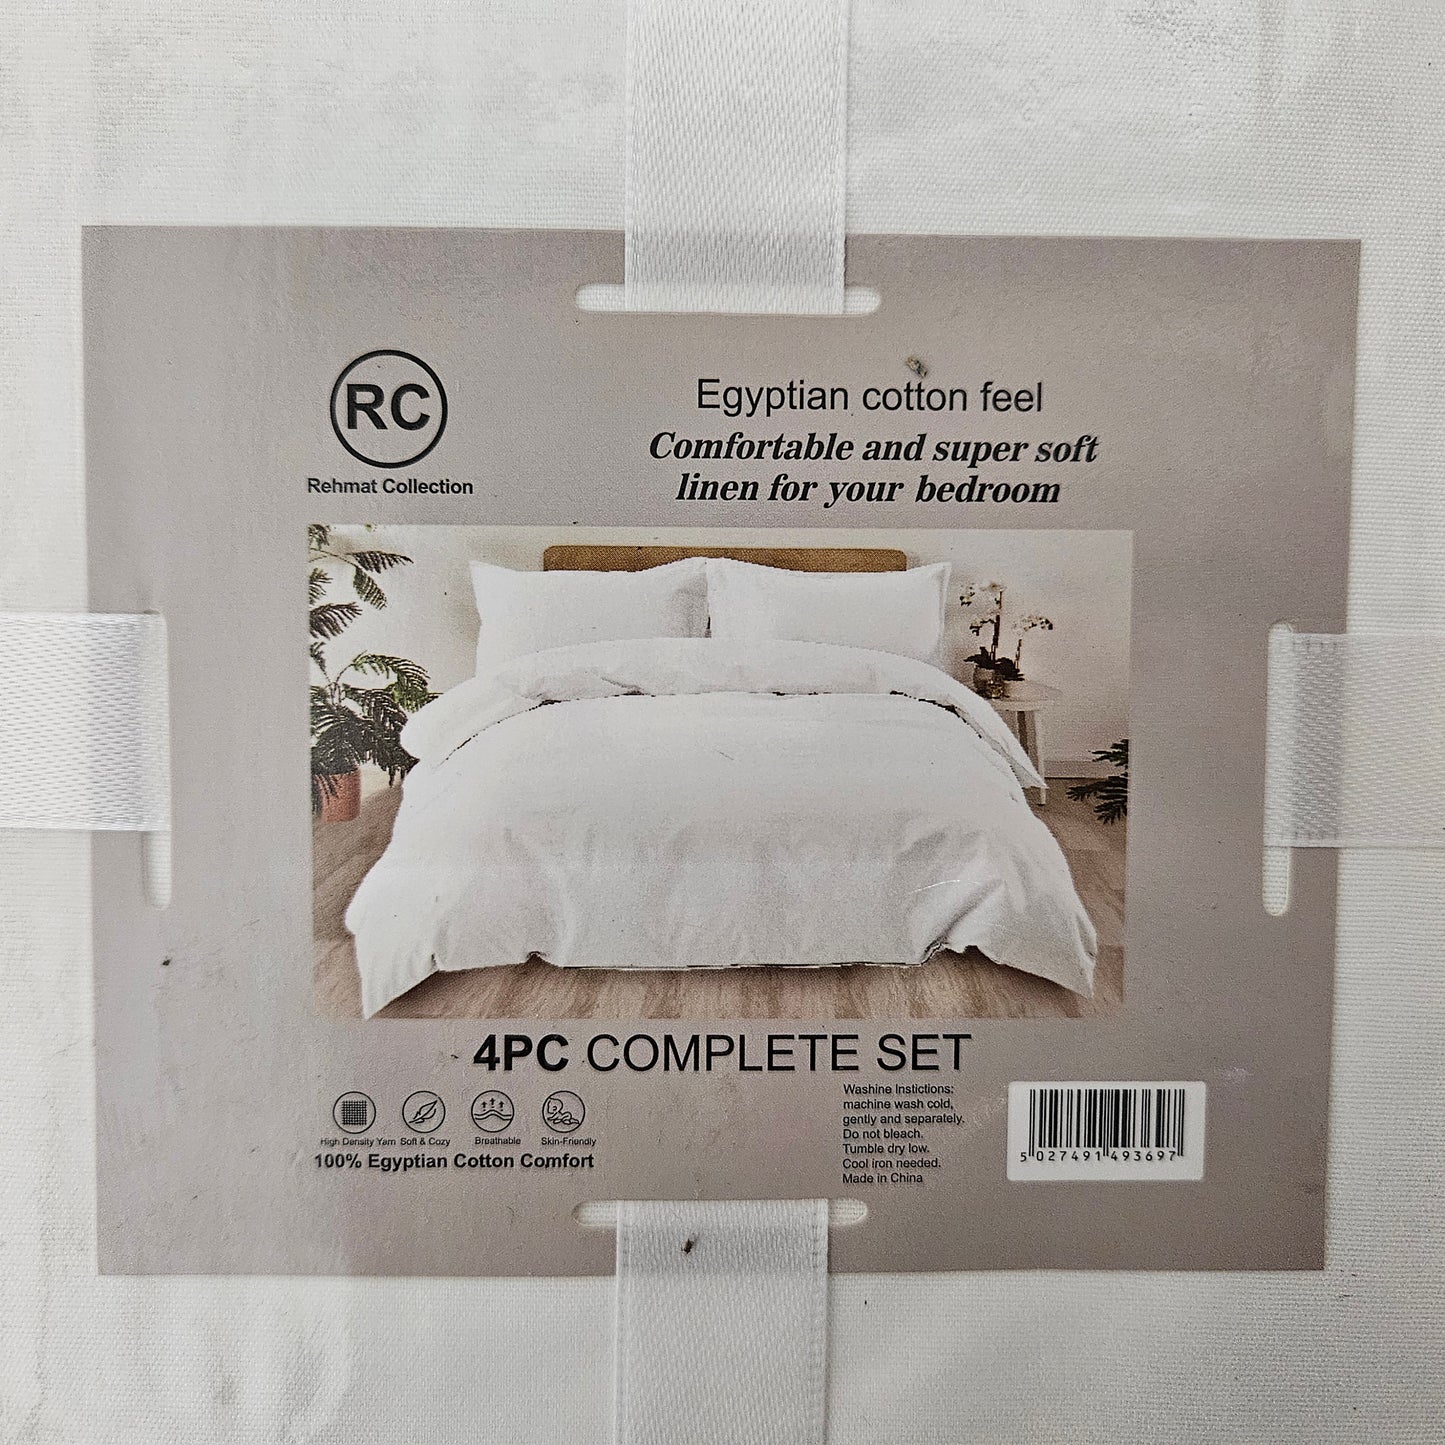 RC
Rehmat Collection
Egyptian cotton feel
Comfortable and super soft
linen for your bedroom
4PC COMPLETE SET
High Density Yarn
Soft & Cozy
Breathable
Skin-Friendly
100% Egyptian Cotton Comfort
Washine Instictions:
machine wash cold,
gently and separately.
Do not bleach.
Tumble dry low.
Cool iron needed.
Made in China
5 027491 493697